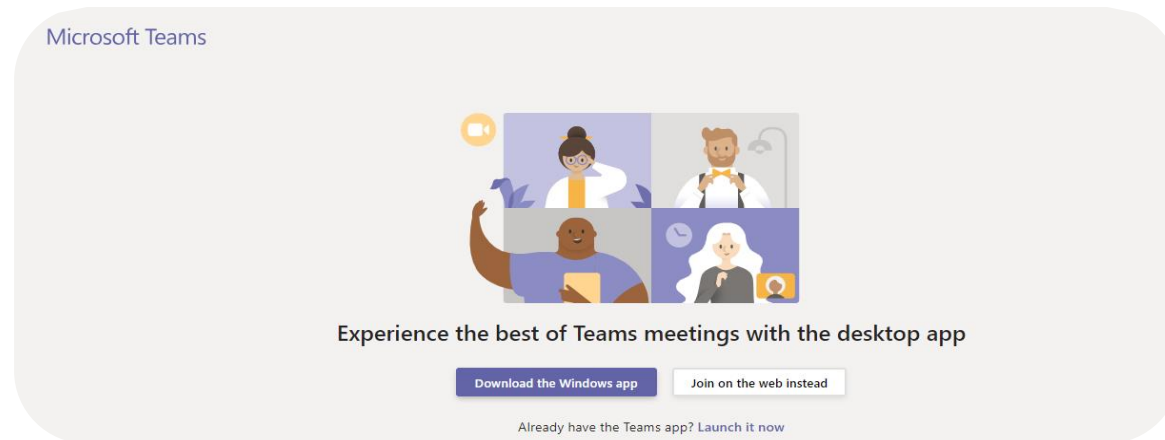 Microsoft Teams
Experience the best of Teams meetings with the desktop app
Download the Windows app
Join on the web instead
Already have the Teams app? Launch it now